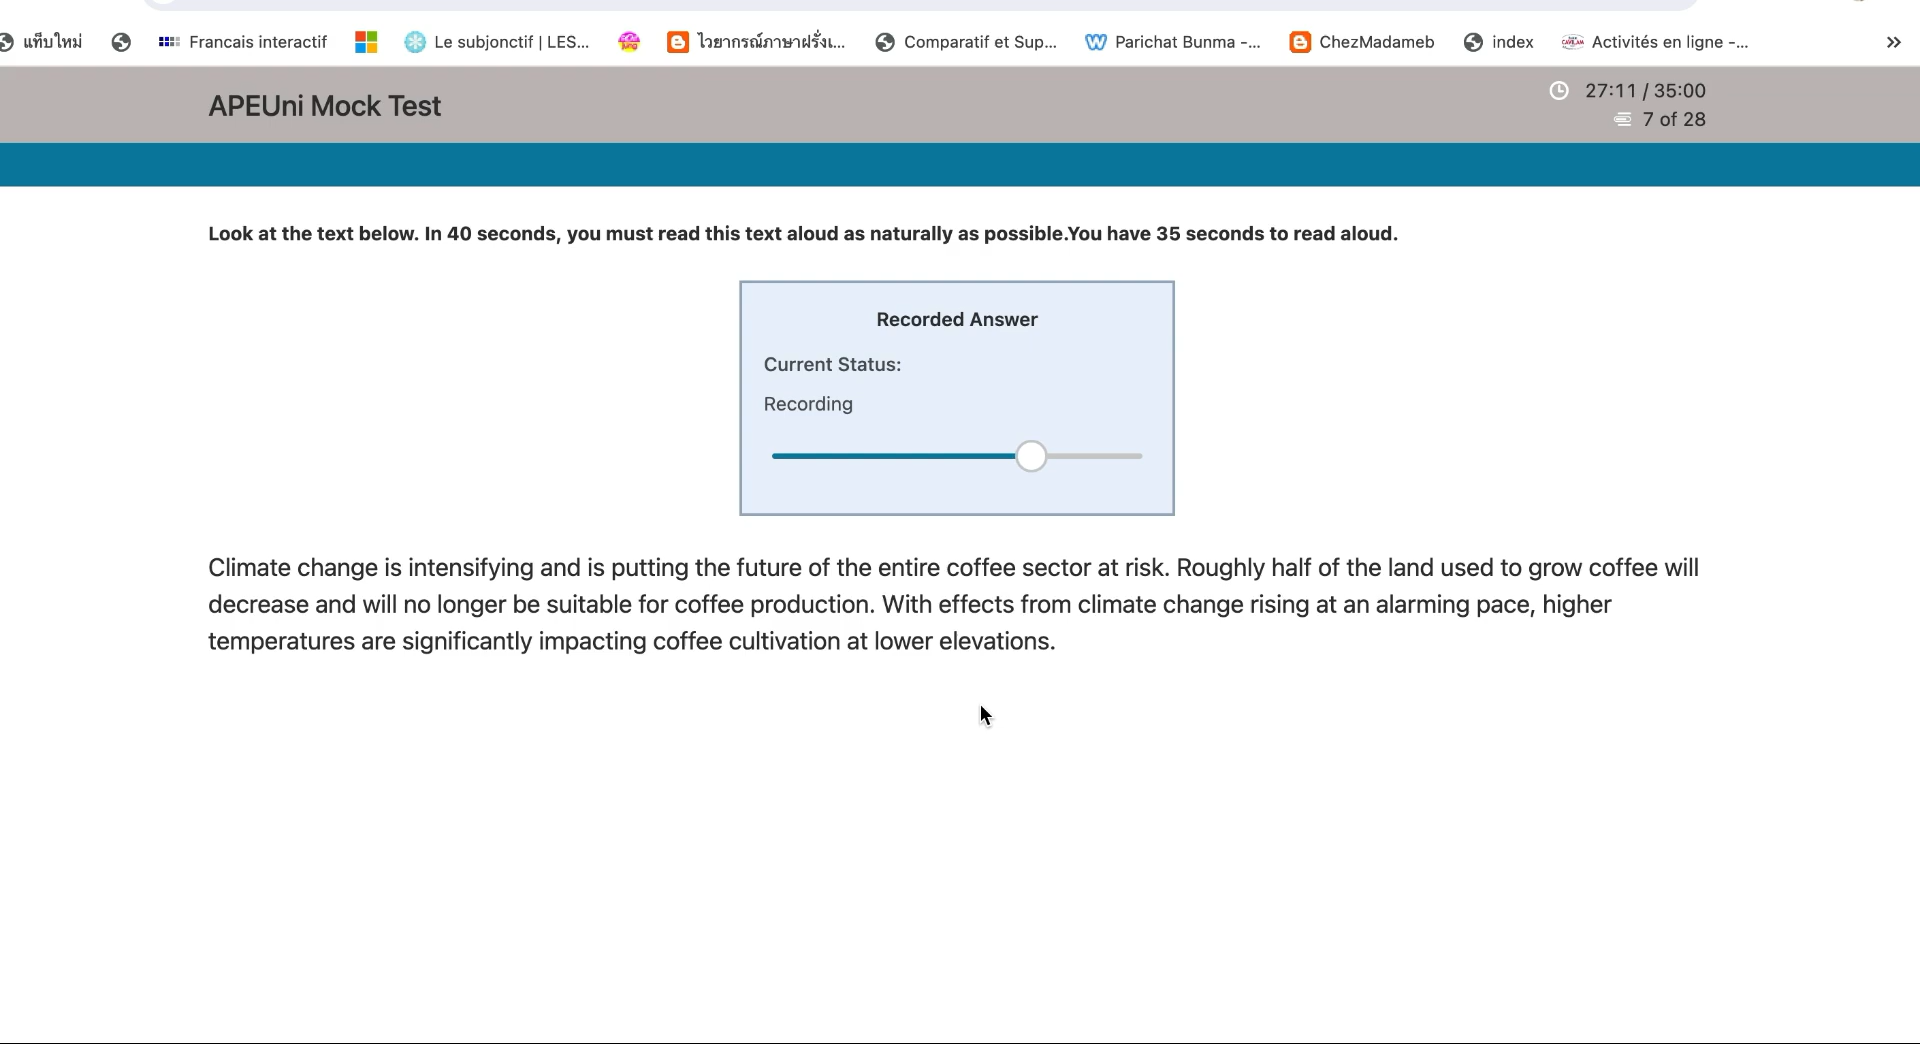 แท็บใหม่ Francais interactif Le subjonctif | LES... ไวยากรณ์ภาษาฝรั่งเ... Comparatif et Sup... Parichat Bunma -... ChezMadameb index Activités en ligne -... »
APEUni Mock Test
27:11 / 35:00
7 of 28
Look at the text below. In 40 seconds, you must read this text aloud as naturally as possible.You have 35 seconds to read aloud.
Recorded Answer
Current Status:
Recording
Climate change is intensifying and is putting the future of the entire coffee sector at risk. Roughly half of the land used to grow coffee will
decrease and will no longer be suitable for coffee production. With effects from climate change rising at an alarming pace, higher
temperatures are significantly impacting coffee cultivation at lower elevations.